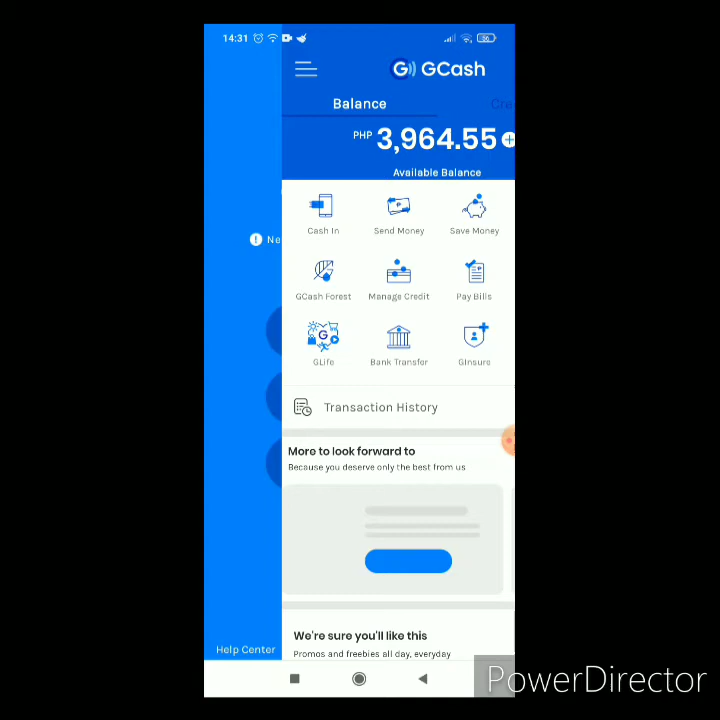 14:31
56
G GCash
Balance
Cre
PHP 3,964.55
Available Balance
Cash In
Send Money
Save Money
Ne
GCash Forest
Manage Credit
Pay Bills
G
GLife
Bank Transfer
GInsure
Transaction History
More to look forward to
Because you deserve only the best from us
We're sure you'll like this
Help Center
Promos and freebies all day, everyday
PowerDirector